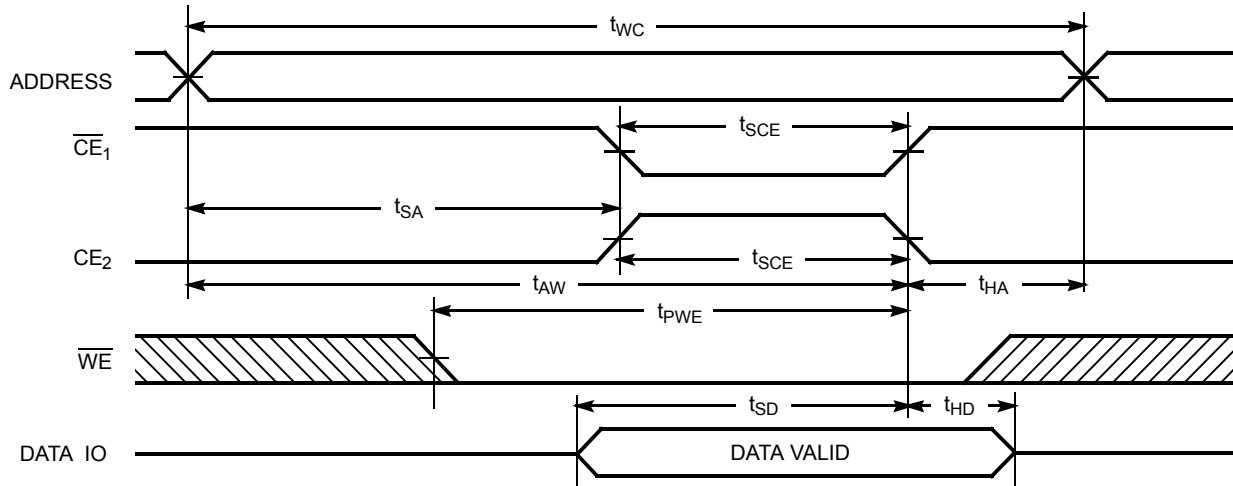 tWC
ADDRESS
CE1
tSCE
tSA
CE2
tSCE
tAW
tHA
tPWE
WE
tSD
tHD
DATA IO
DATA VALID